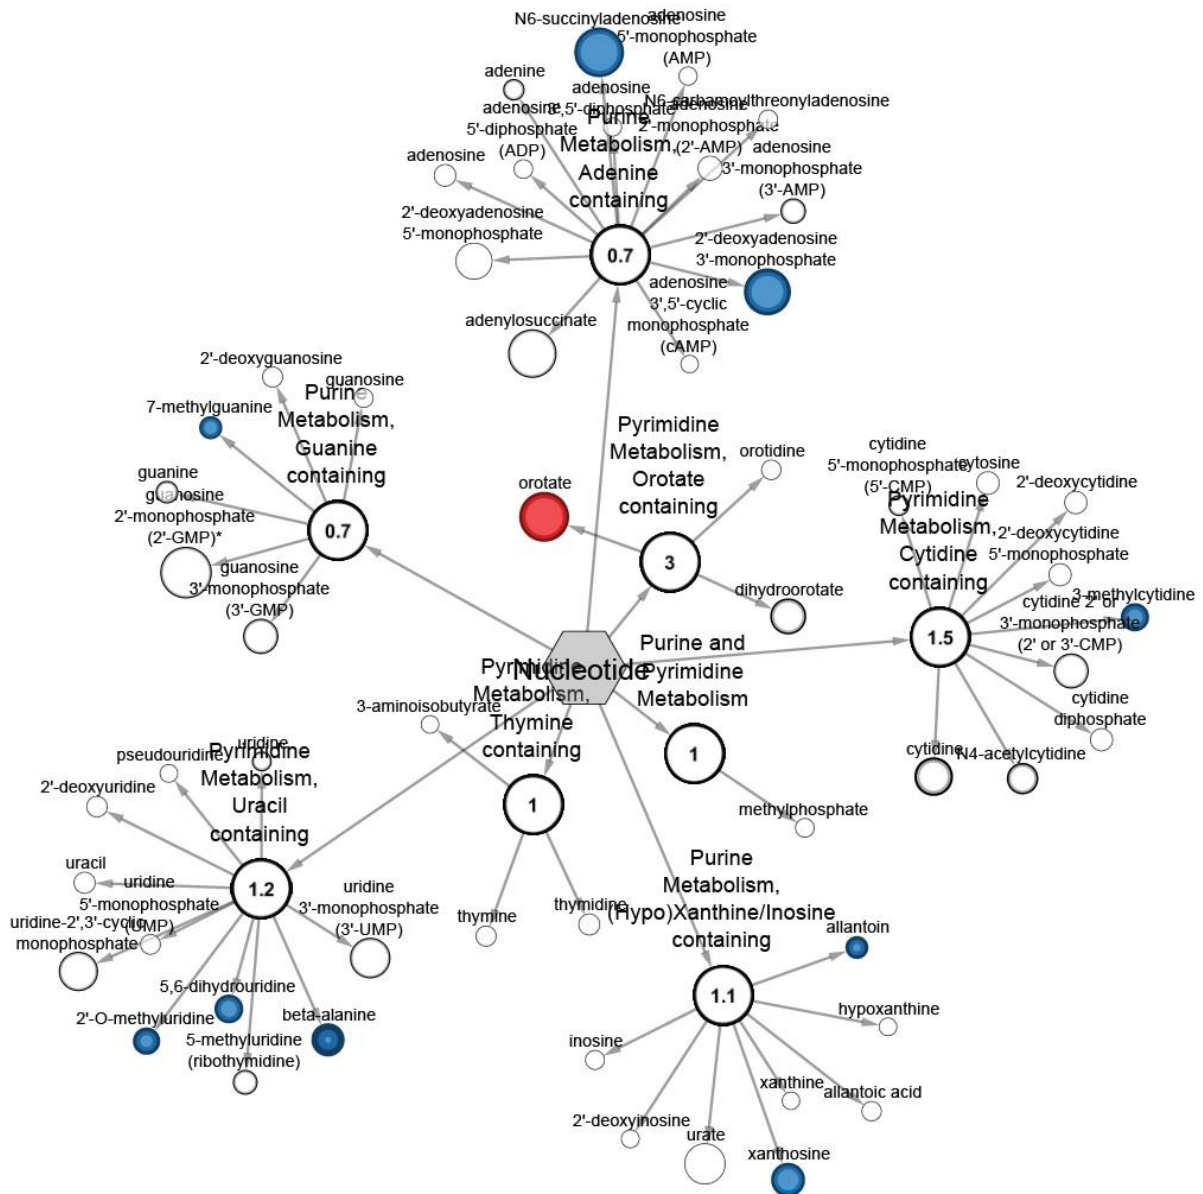 N6-succinyladenosine
adenosine
5'-monophosphate
(AMP)
adenine
adenosine
3',5'-diphosphate
N6-carbamoylthreonyladenosine
adenosine
5'-diphosphate
(ADP)
adenosine
2'-monophosphate
(2'-AMP)
Purine
Metabolism,
Adenine
containing
adenosine
3'-monophosphate
(3'-AMP)
adenosine
2'-deoxyadenosine
5'-monophosphate
0.7
2'-deoxyadenosine
3'-monophosphate
adenosine
3',5'-cyclic
monophosphate
(cAMP)
adenylosuccinate
2'-deoxyguanosine
guanosine
7-methylguanine
Purine
Metabolism,
Guanine
containing
guanine
guanosine
2'-monophosphate
(2'-GMP)*
0.7
guanosine
3'-monophosphate
(3'-GMP)
Pyrimidine
Metabolism,
Orotate
containing
orotidine
orotate
3
dihydroorotate
cytidine
5'-monophosphate
(5'-CMP)
cytosine
2'-deoxycytidine
Pyrimidine
Metabolism,
Cytidine
containing
2'-deoxycytidine
5'-monophosphate
3-methylcytidine
cytidine 2' or
3'-monophosphate
(2' or 3'-CMP)
1.5
cytidine
diphosphate
cytidine
N4-acetylcytidine
Nucleotide
Purine and
Pyrimidine
Metabolism
1
methylphosphate
Pyrimidine
Metabolism,
Thymine
containing
3-aminoisobutyrate
1
thymine
thymidine
uridine
pseudouridine
Pyrimidine
Metabolism,
Uracil
containing
2'-deoxyuridine
uracil
1.2
uridine
5'-monophosphate
(UMP)
uridine
3'-monophosphate
(3'-UMP)
uridine-2',3'-cyclic
monophosphate
5,6-dihydrouridine
2'-O-methyluridine
beta-alanine
5-methyluridine
(ribothymidine)
Purine
Metabolism,
(Hypo)Xanthine/Inosine
containing
allantoin
1.1
hypoxanthine
inosine
xanthine
allantoic acid
2'-deoxyinosine
urate
xanthosine